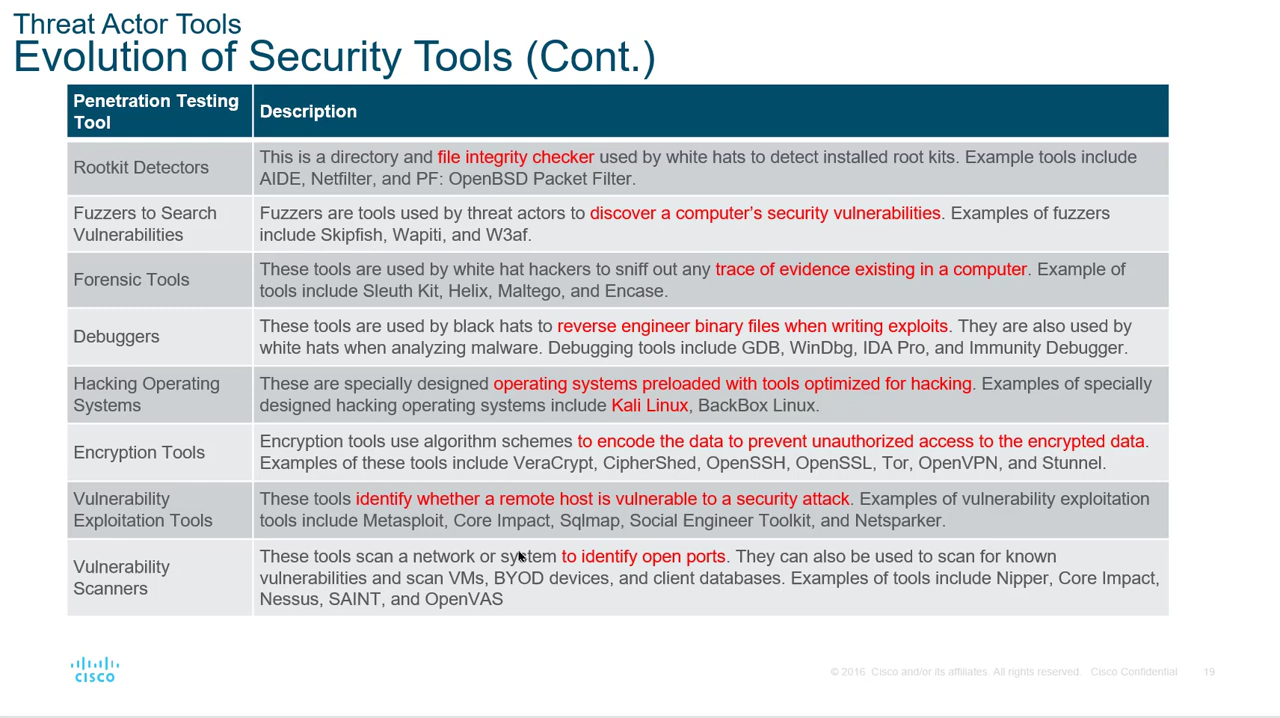 Threat Actor Tools
Evolution of Security Tools (Cont.)
Penetration Testing
Tool
Description
Rootkit Detectors
This is a directory and file integrity checker used by white hats to detect installed root kits. Example tools include
AIDE, Netfilter, and PF: OpenBSD Packet Filter.
Fuzzers to Search
Vulnerabilities
Fuzzers are tools used by threat actors to discover a computer’s security vulnerabilities. Examples of fuzzers
include Skipfish, Wapiti, and W3af.
Forensic Tools
These tools are used by white hat hackers to sniff out any trace of evidence existing in a computer. Example of
tools include Sleuth Kit, Helix, Maltego, and Encase.
Debuggers
These tools are used by black hats to reverse engineer binary files when writing exploits. They are also used by
white hats when analyzing malware. Debugging tools include GDB, WinDbg, IDA Pro, and Immunity Debugger.
Hacking Operating
Systems
These are specially designed operating systems preloaded with tools optimized for hacking. Examples of specially
designed hacking operating systems include Kali Linux, BackBox Linux.
Encryption Tools
Encryption tools use algorithm schemes to encode the data to prevent unauthorized access to the encrypted data.
Examples of these tools include VeraCrypt, CipherShed, OpenSSH, OpenSSL, Tor, OpenVPN, and Stunnel.
Vulnerability
Exploitation Tools
These tools identify whether a remote host is vulnerable to a security attack. Examples of vulnerability exploitation
tools include Metasploit, Core Impact, Sqlmap, Social Engineer Toolkit, and Netsparker.
Vulnerability
Scanners
These tools scan a network or system to identify open ports. They can also be used to scan for known
vulnerabilities and scan VMs, BYOD devices, and client databases. Examples of tools include Nipper, Core Impact,
Nessus, SAINT, and OpenVAS
CISCO
© 2016 Cisco and/or its affiliates. All rights reserved. Cisco Confidential 19